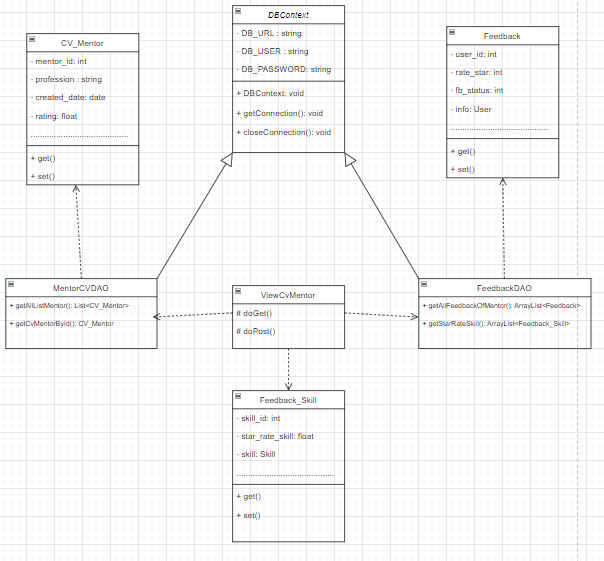 DBContext
- DB_URL : string
- DB_USER : string
- DB_PASSWORD: string
+ DBContext: void
+ getConnection(): void
+ closeConnection(): void
CV_Mentor
- mentor_id: int
- profession : string
- created_date: date
- rating: float
........................................
+ get()
+ set()
Feedback
- user_id: int
- rate_star: int
- fb_status: int
- info: User
........................................
+ get()
+ set()
MentorCVDAO
+ getAllListMentor(): List<CV_Mentor>
+ getCvMentorById(): CV_Mentor
ViewCvMentor
# doGet()
# doPost()
FeedbackDAO
+ getAllFeedbackOfMentor(): ArrayList<Feedback>
+ getStarRateSkill(): ArrayList<Feedback_Skill>
Feedback_Skill
- skill_id: int
- star_rate_skill: float
- skill: Skill
........................................
+ get()
+ set()